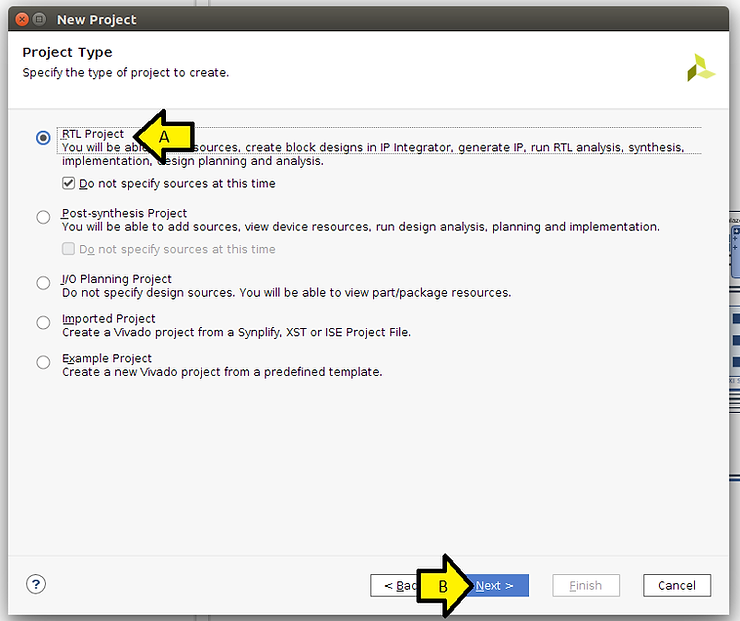 New Project
Project Type
Specify the type of project to create.
RTL Project
A
You will be able sources, create block designs in IP Integrator, generate IP, run RTL analysis, synthesis,
implementation, design planning and analysis.
Do not specify sources at this time
Post-synthesis Project
You will be able to add sources, view device resources, run design analysis, planning and implementation.
Do not specify sources at this time
I/O Planning Project
Do not specify design sources. You will be able to view part/package resources.
Imported Project
Create a Vivado project from a Synplify, XST or ISE Project File.
Example Project
Create a new Vivado project from a predefined template.
?
< Bac
B
Next >
Finish
Cancel